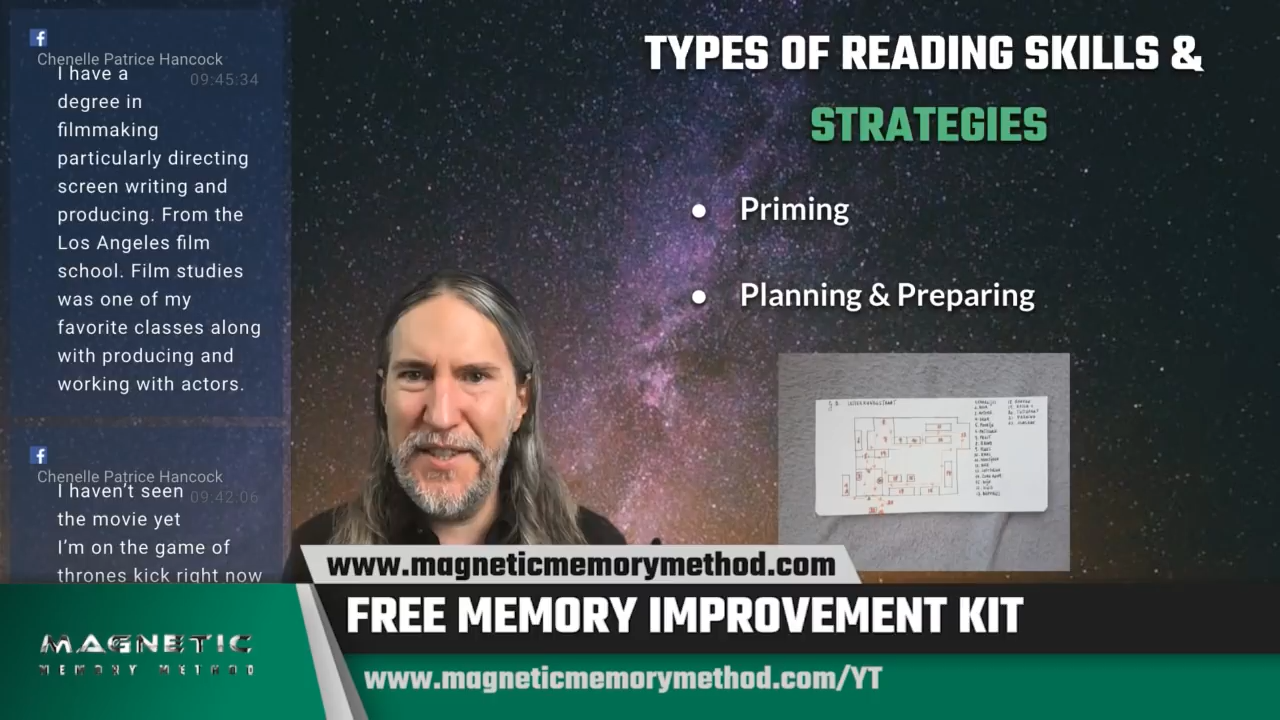 Chenelle Patrice Hancock
I have a
09:45:34
degree in
filmmaking
particularly directing
screen writing and
producing. From the
Los Angeles film
school. Film studies
was one of my
favorite classes along
with producing and
working with actors.
Chenelle Patrice Hancock
I haven't seen
09:42:06
the movie yet
I'm on the game of
thrones kick right now
TYPES OF READING SKILLS &
STRATEGIES
● Priming
● Planning & Preparing
www.magneticmemorymethod.com
FREE MEMORY IMPROVEMENT KIT
www.magneticmemorymethod.com/YT
MAGNETIC
MEMORY METHOD